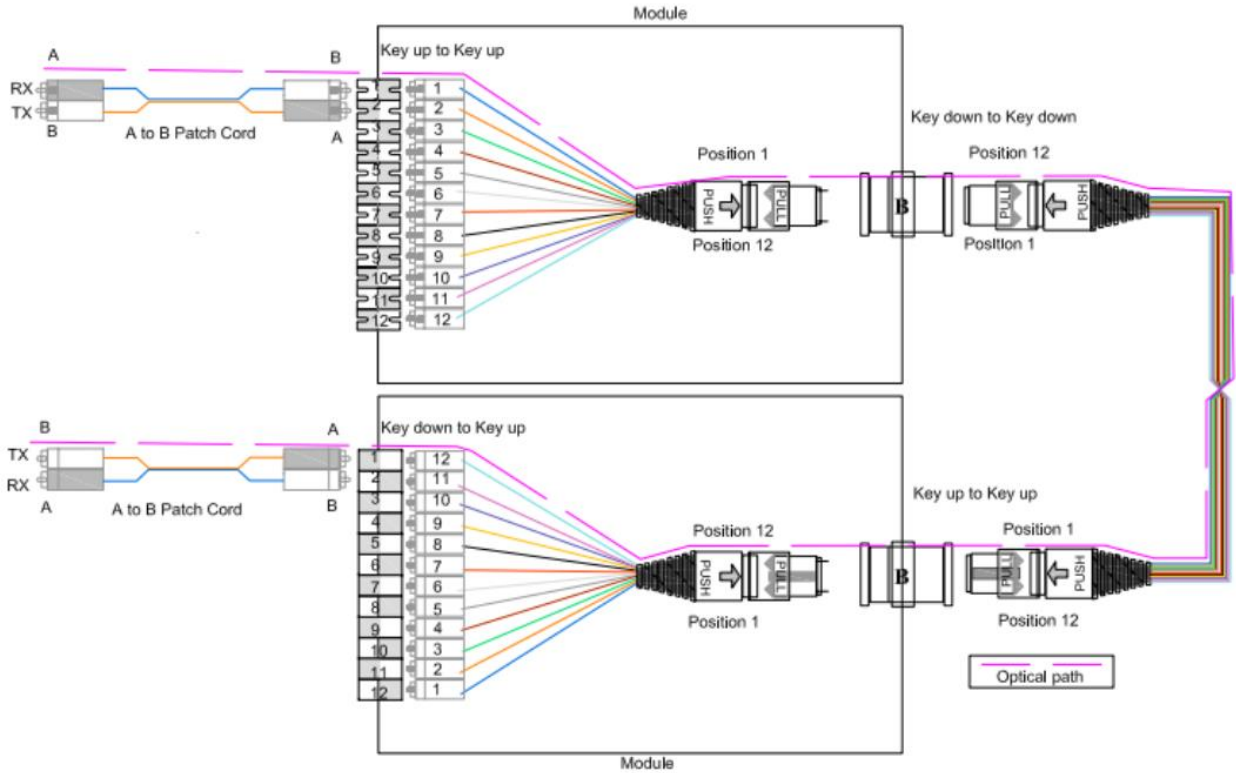 Module
A
B
Key up to Key up
RX
TX
B
A to B Patch Cord
A
1
2
3
4
5
6
7
8
9
10
11
12
1
2
3
4
5
6
7
8
9
10
11
12
Position 1
PUSH
PULL
Position 12
Key down to Key down
B
Position 12
PULL
PUSH
Position 1
B
A
Key down to Key up
TX
RX
A
A to B Patch Cord
B
1
2
3
4
5
6
7
8
9
10
11
12
12
11
10
9
8
7
6
5
4
3
2
1
Position 12
PUSH
PULL
Position 1
Key up to Key up
B
Position 1
PULL
PUSH
Position 12
Optical path
Module